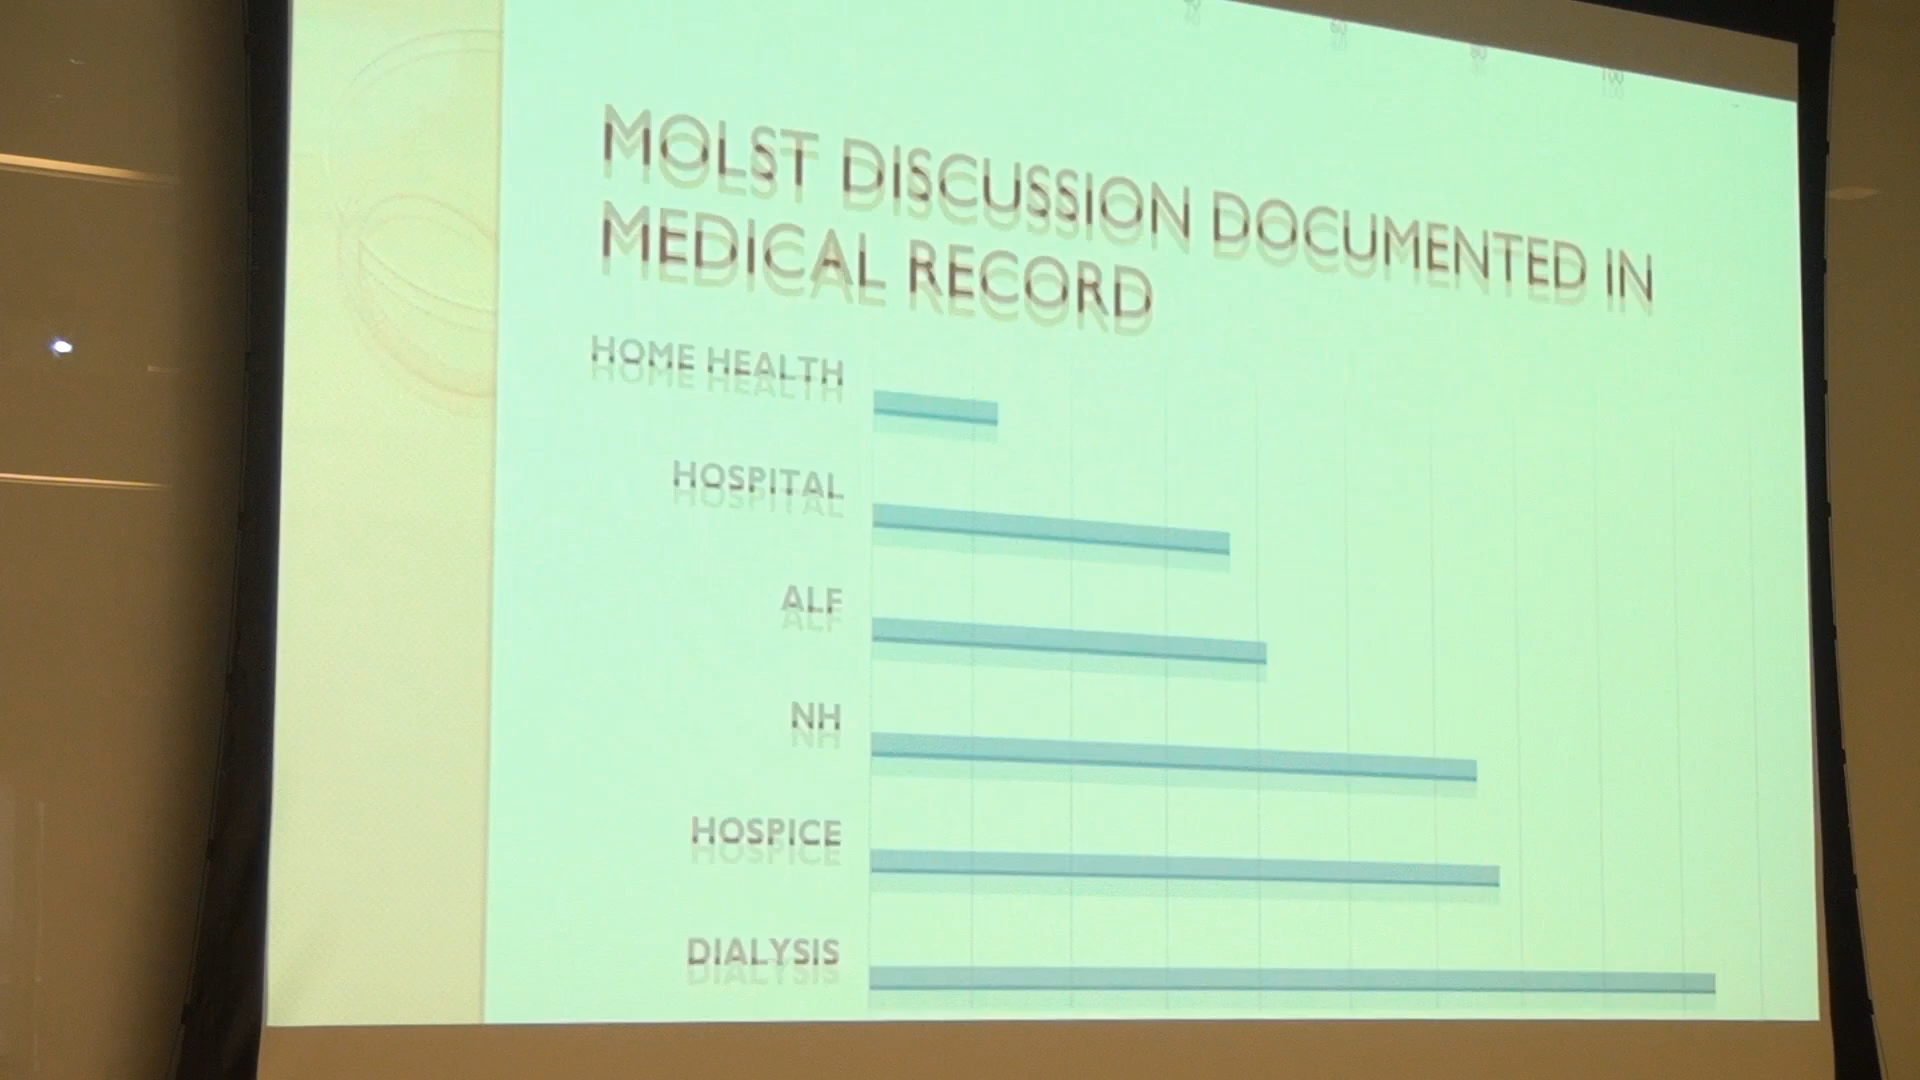 MOLST DISCUSSION DOCUMENTED IN
MEDICAL RECORD
HOME HEALTH
HOSPITAL
ALF
NH
HOSPICE
DIALYSIS